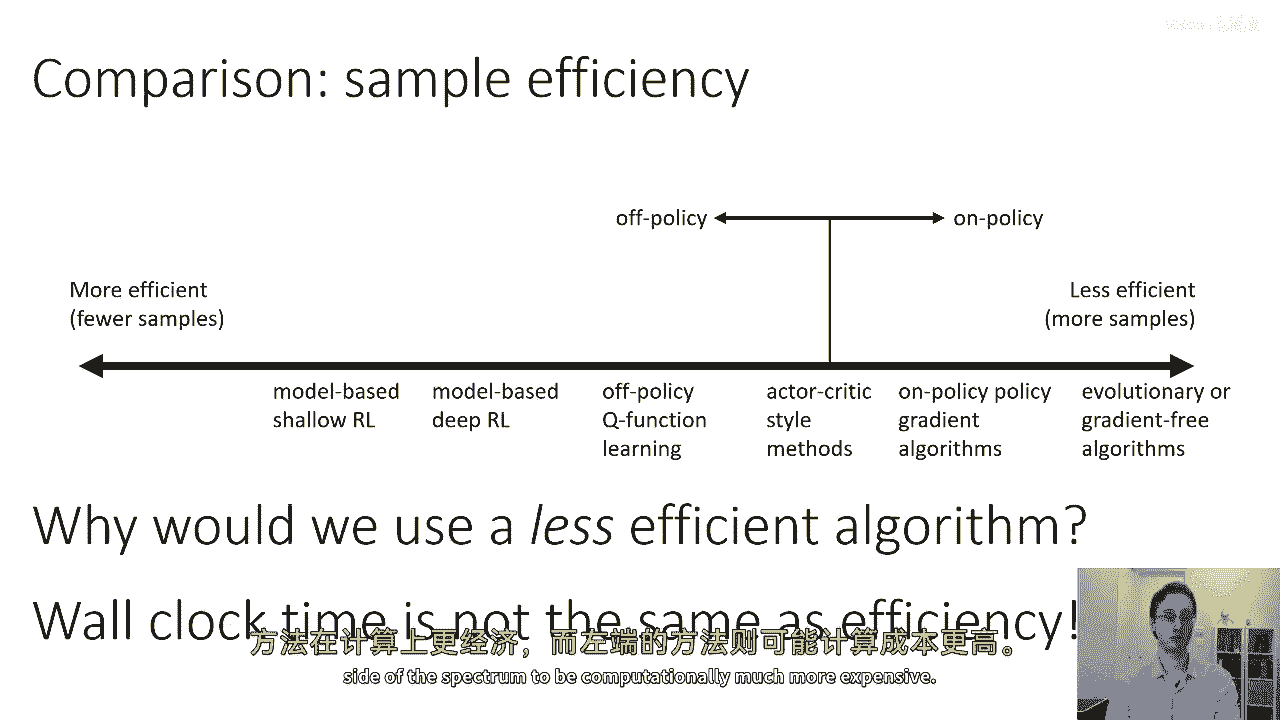 Comparison: sample efficiency
off-policy
on-policy
More efficient
(fewer samples)
Less efficient
(more samples)
model-based
shallow RL
model-based
deep RL
off-policy
Q-function
learning
actor-critic
style
methods
on-policy policy
gradient
algorithms
evolutionary or
gradient-free
algorithms
Why would we use a less efficient algorithm?
Wall clock time is not the same as efficiency!
方法在计算上更经济，而左端的方法则可能计算成本更高。
side of the spectrum to be computationally much more expensive.